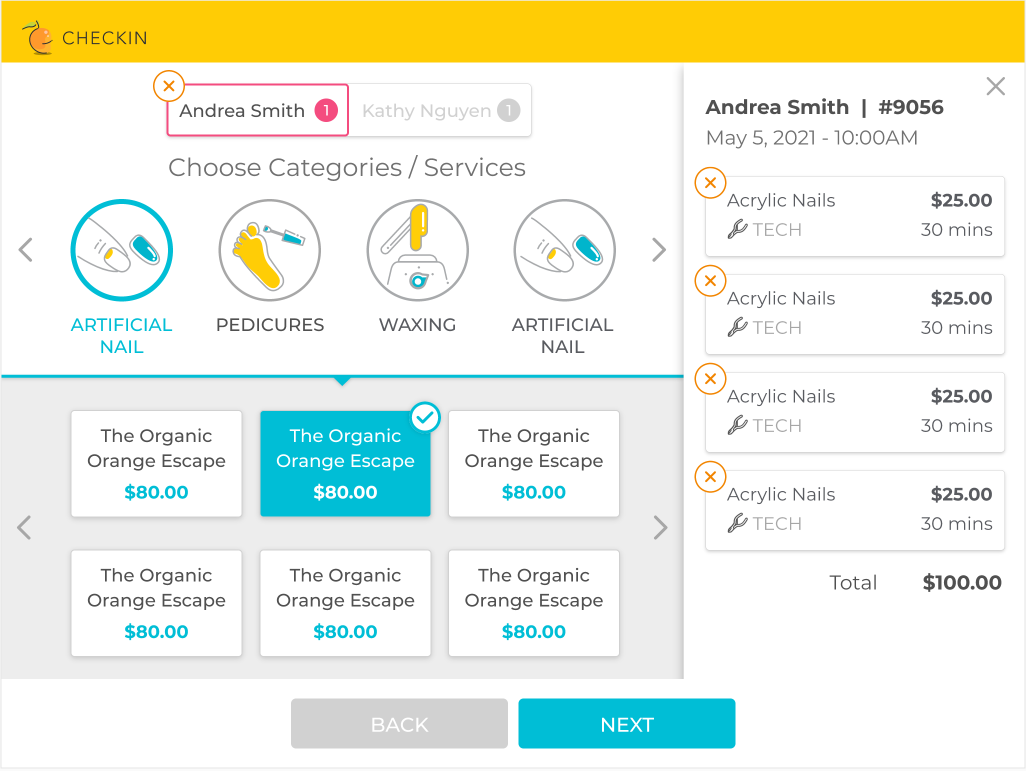 CHECKIN
Andrea Smith 1
Kathy Nguyen 1
Choose Categories / Services
ARTIFICIAL
NAIL
PEDICURES
WAXING
ARTIFICIAL
NAIL
The Organic
Orange Escape
$80.00
The Organic
Orange Escape
$80.00
The Organic
Orange Escape
$80.00
The Organic
Orange Escape
$80.00
The Organic
Orange Escape
$80.00
The Organic
Orange Escape
$80.00
Andrea Smith | #9056
May 5, 2021 - 10:00AM
Acrylic Nails $25.00
TECH 30 mins
Acrylic Nails $25.00
TECH 30 mins
Acrylic Nails $25.00
TECH 30 mins
Acrylic Nails $25.00
TECH 30 mins
Total $100.00
BACK
NEXT